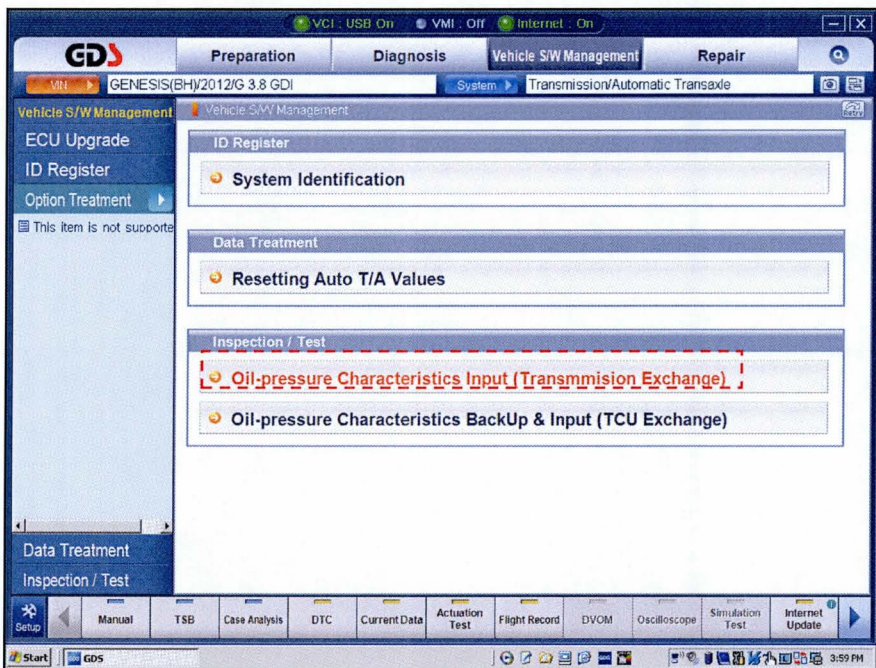 VCI : USB On VMI : Off Internet : On
GDS Preparation Diagnosis Vehicle S/W Management Repair
VIN GENESIS(BH)/2012/G 3.8 GDI System Transmission/Automatic Transaxle
Vehicle S/W Management
Vehicle S/W Management
Retry
ECU Upgrade
ID Register
Option Treatment
This item is not supporte
ID Register
System Identification
Data Treatment
Resetting Auto T/A Values
Inspection / Test
Oil-pressure Characteristics Input (Transmmision Exchange)
Oil-pressure Characteristics BackUp & Input (TCU Exchange)
Data Treatment
Inspection / Test
Setup Manual TSB Case Analysis DTC Current Data Actuation Test Flight Record DVOM Oscilloscope Simulation Test Internet Update
Start GDS 3:59 PM